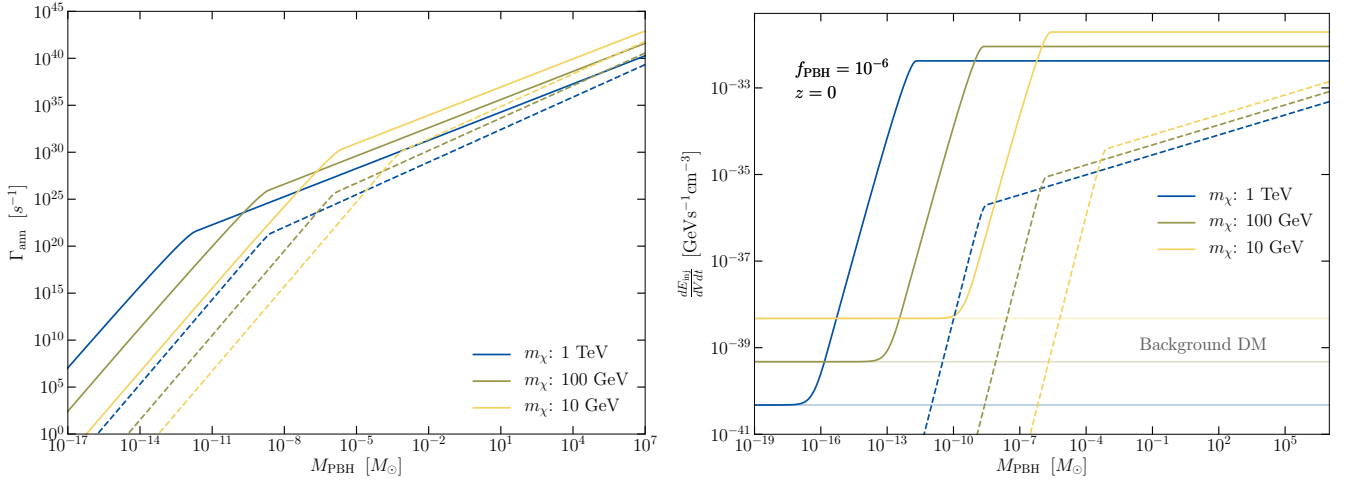 10^45
10^40
10^35
10^30
10^25
10^20
10^15
10^10
10^5
10^0
Γ_ann [s^−1]
m_χ: 1 TeV
m_χ: 100 GeV
m_χ: 10 GeV
10^−17 10^−14 10^−11 10^−8 10^−5 10^−2 10^1 10^4 10^7
M_PBH [M_⊙]
10^−33
10^−35
10^−37
10^−39
10^−41
dE_inj/dVdt [GeVs^−1cm^−3]
f_PBH = 10^−6
z = 0
m_χ: 1 TeV
m_χ: 100 GeV
m_χ: 10 GeV
Background DM
10^−19 10^−16 10^−13 10^−10 10^−7 10^−4 10^−1 10^2 10^5
M_PBH [M_⊙]